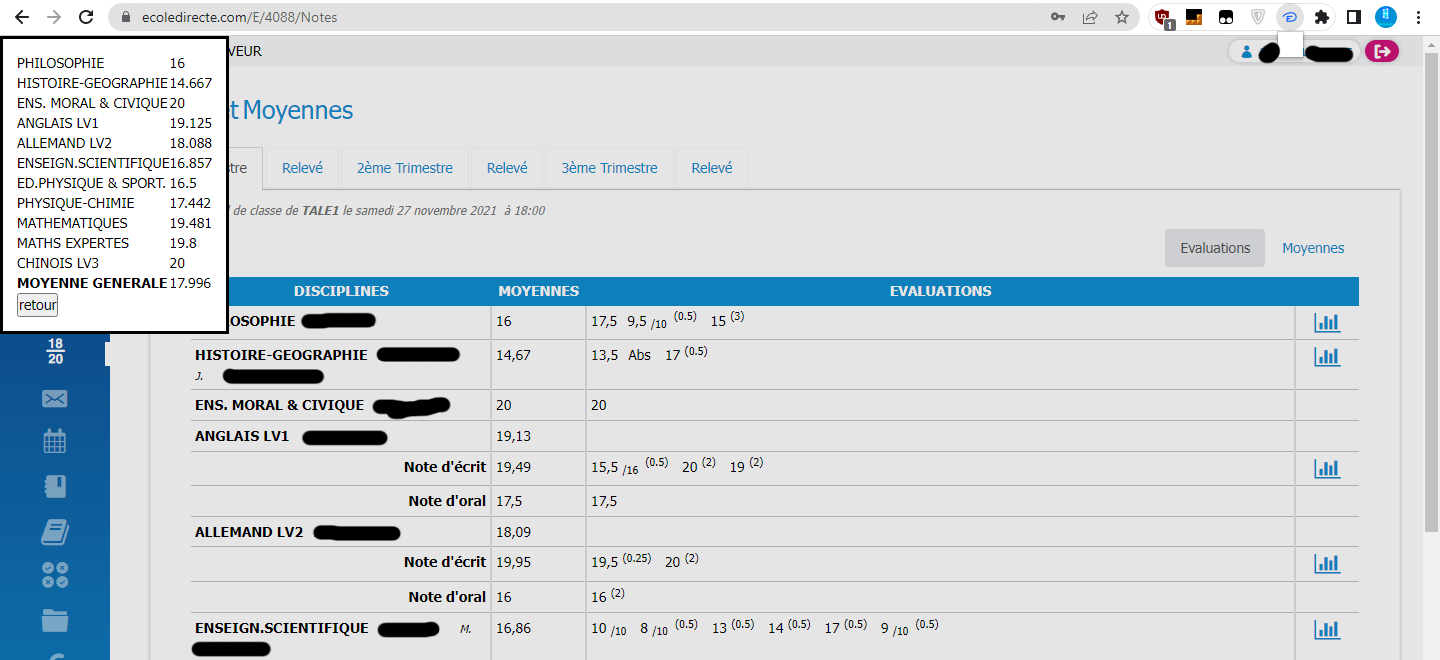 ecoledirecte.com/E/4088/Notes
1
PHILOSOPHIE 16
HISTOIRE-GEOGRAPHIE 14.667
ENS. MORAL & CIVIQUE 20
ANGLAIS LV1 19.125
ALLEMAND LV2 18.088
ENSEIGN.SCIENTIFIQUE 16.857
ED.PHYSIQUE & SPORT. 16.5
PHYSIQUE-CHIMIE 17.442
MATHEMATIQUES 19.481
MATHS EXPERTES 19.8
CHINOIS LV3 20
MOYENNE GENERALE 17.996
retour
VEUR
et Moyennes
stre Relevé 2ème Trimestre Relevé 3ème Trimestre Relevé
l de classe de TALE1 le samedi 27 novembre 2021 à 18:00
Evaluations Moyennes
DISCIPLINES MOYENNES EVALUATIONS
LOSOPHIE 16 17,5 9,5 /10 (0.5) 15 (3)
HISTOIRE-GEOGRAPHIE 14,67 13,5 Abs 17 (0.5)
J.
ENS. MORAL & CIVIQUE 20 20
ANGLAIS LV1 19,13
Note d'écrit 19,49 15,5 /16 (0.5) 20 (2) 19 (2)
Note d'oral 17,5 17,5
ALLEMAND LV2 18,09
Note d'écrit 19,95 19,5 (0.25) 20 (2)
Note d'oral 16 16 (2)
ENSEIGN.SCIENTIFIQUE M. 16,86 10 /10 8 /10 (0.5) 13 (0.5) 14 (0.5) 17 (0.5) 9 /10 (0.5)
18
20